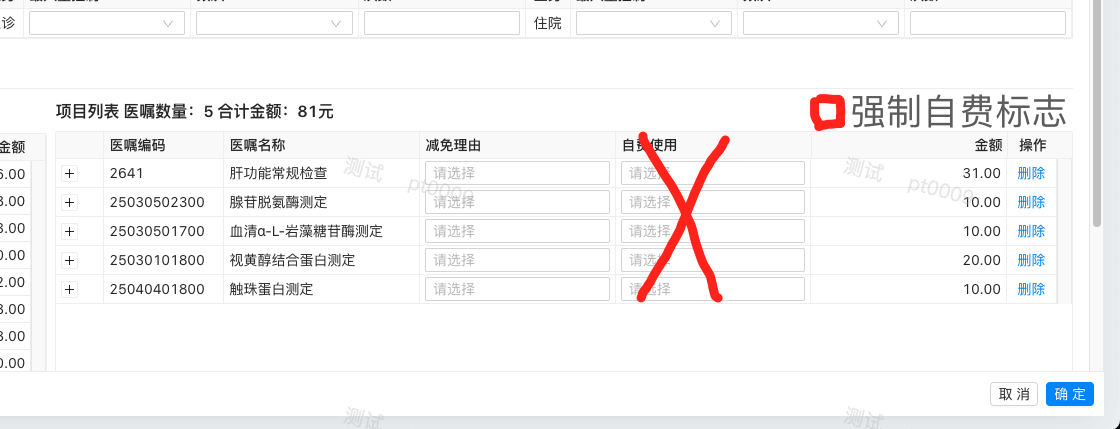 诊 住院
项目列表 医嘱数量：5 合计金额：81元
强制自费标志
金额 医嘱编码 医嘱名称 减免理由 自费使用 金额 操作
6.00 2641 肝功能常规检查 请选择 请选择 31.00 删除
3.00 25030502300 腺苷脱氨酶测定 请选择 请选择 10.00 删除
3.00 25030501700 血清α-L-岩藻糖苷酶测定 请选择 请选择 10.00 删除
0.00 25030101800 视黄醇结合蛋白测定 请选择 请选择 20.00 删除
2.00 25040401800 触珠蛋白测定 请选择 请选择 10.00 删除
3.00
3.00
0.00
测试 pt0009 测试 pt0009
取 消 确 定
测试 测试